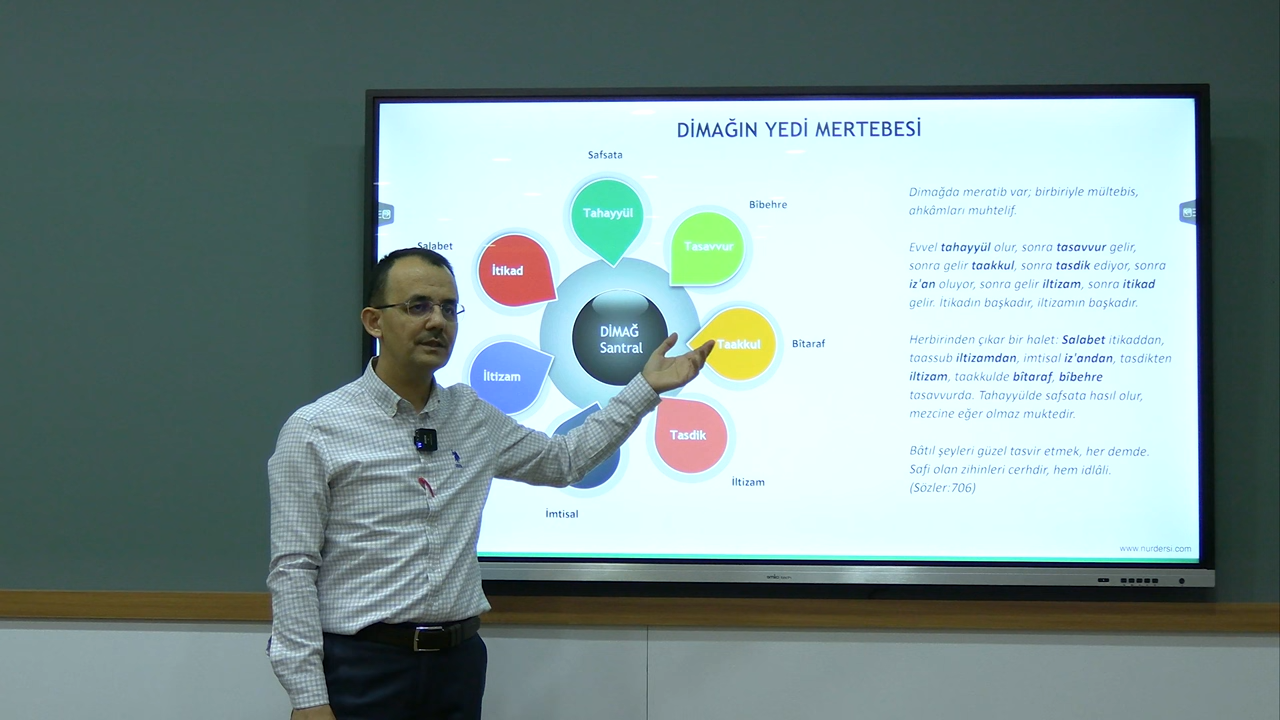 DİMAĞIN YEDİ MERTEBESİ
Safsata
Tahayyül
Bîbehre
Tasavvur
Salabet
İtikad
DİMAĞ
Santral
Taakkul
Bîtaraf
İltizam
Tasdik
İltizam
İmtisal
Dimağda meratib var; birbiriyle mültebis,
ahkâmları muhtelif.
Evvel tahayyül olur, sonra tasavvur gelir,
sonra gelir taakkul, sonra tasdik ediyor, sonra
iz'an oluyor, sonra gelir iltizam, sonra itikad
gelir. İtikadın başkadır, iltizamın başkadır.
Herbirinden çıkar bir halet: Salabet itikaddan,
taassub iltizamdan, imtisal iz'andan, tasdikten
iltizam, taakkulde bîtaraf, bîbehre
tasavvurda. Tahayyülde safsata hasıl olur,
mezcine eğer olmaz muktedir.
Bâtıl şeyleri güzel tasvir etmek, her demde.
Safi olan zihinleri cerhdir, hem idlâli.
(Sözler:706)
www.nurdersi.com